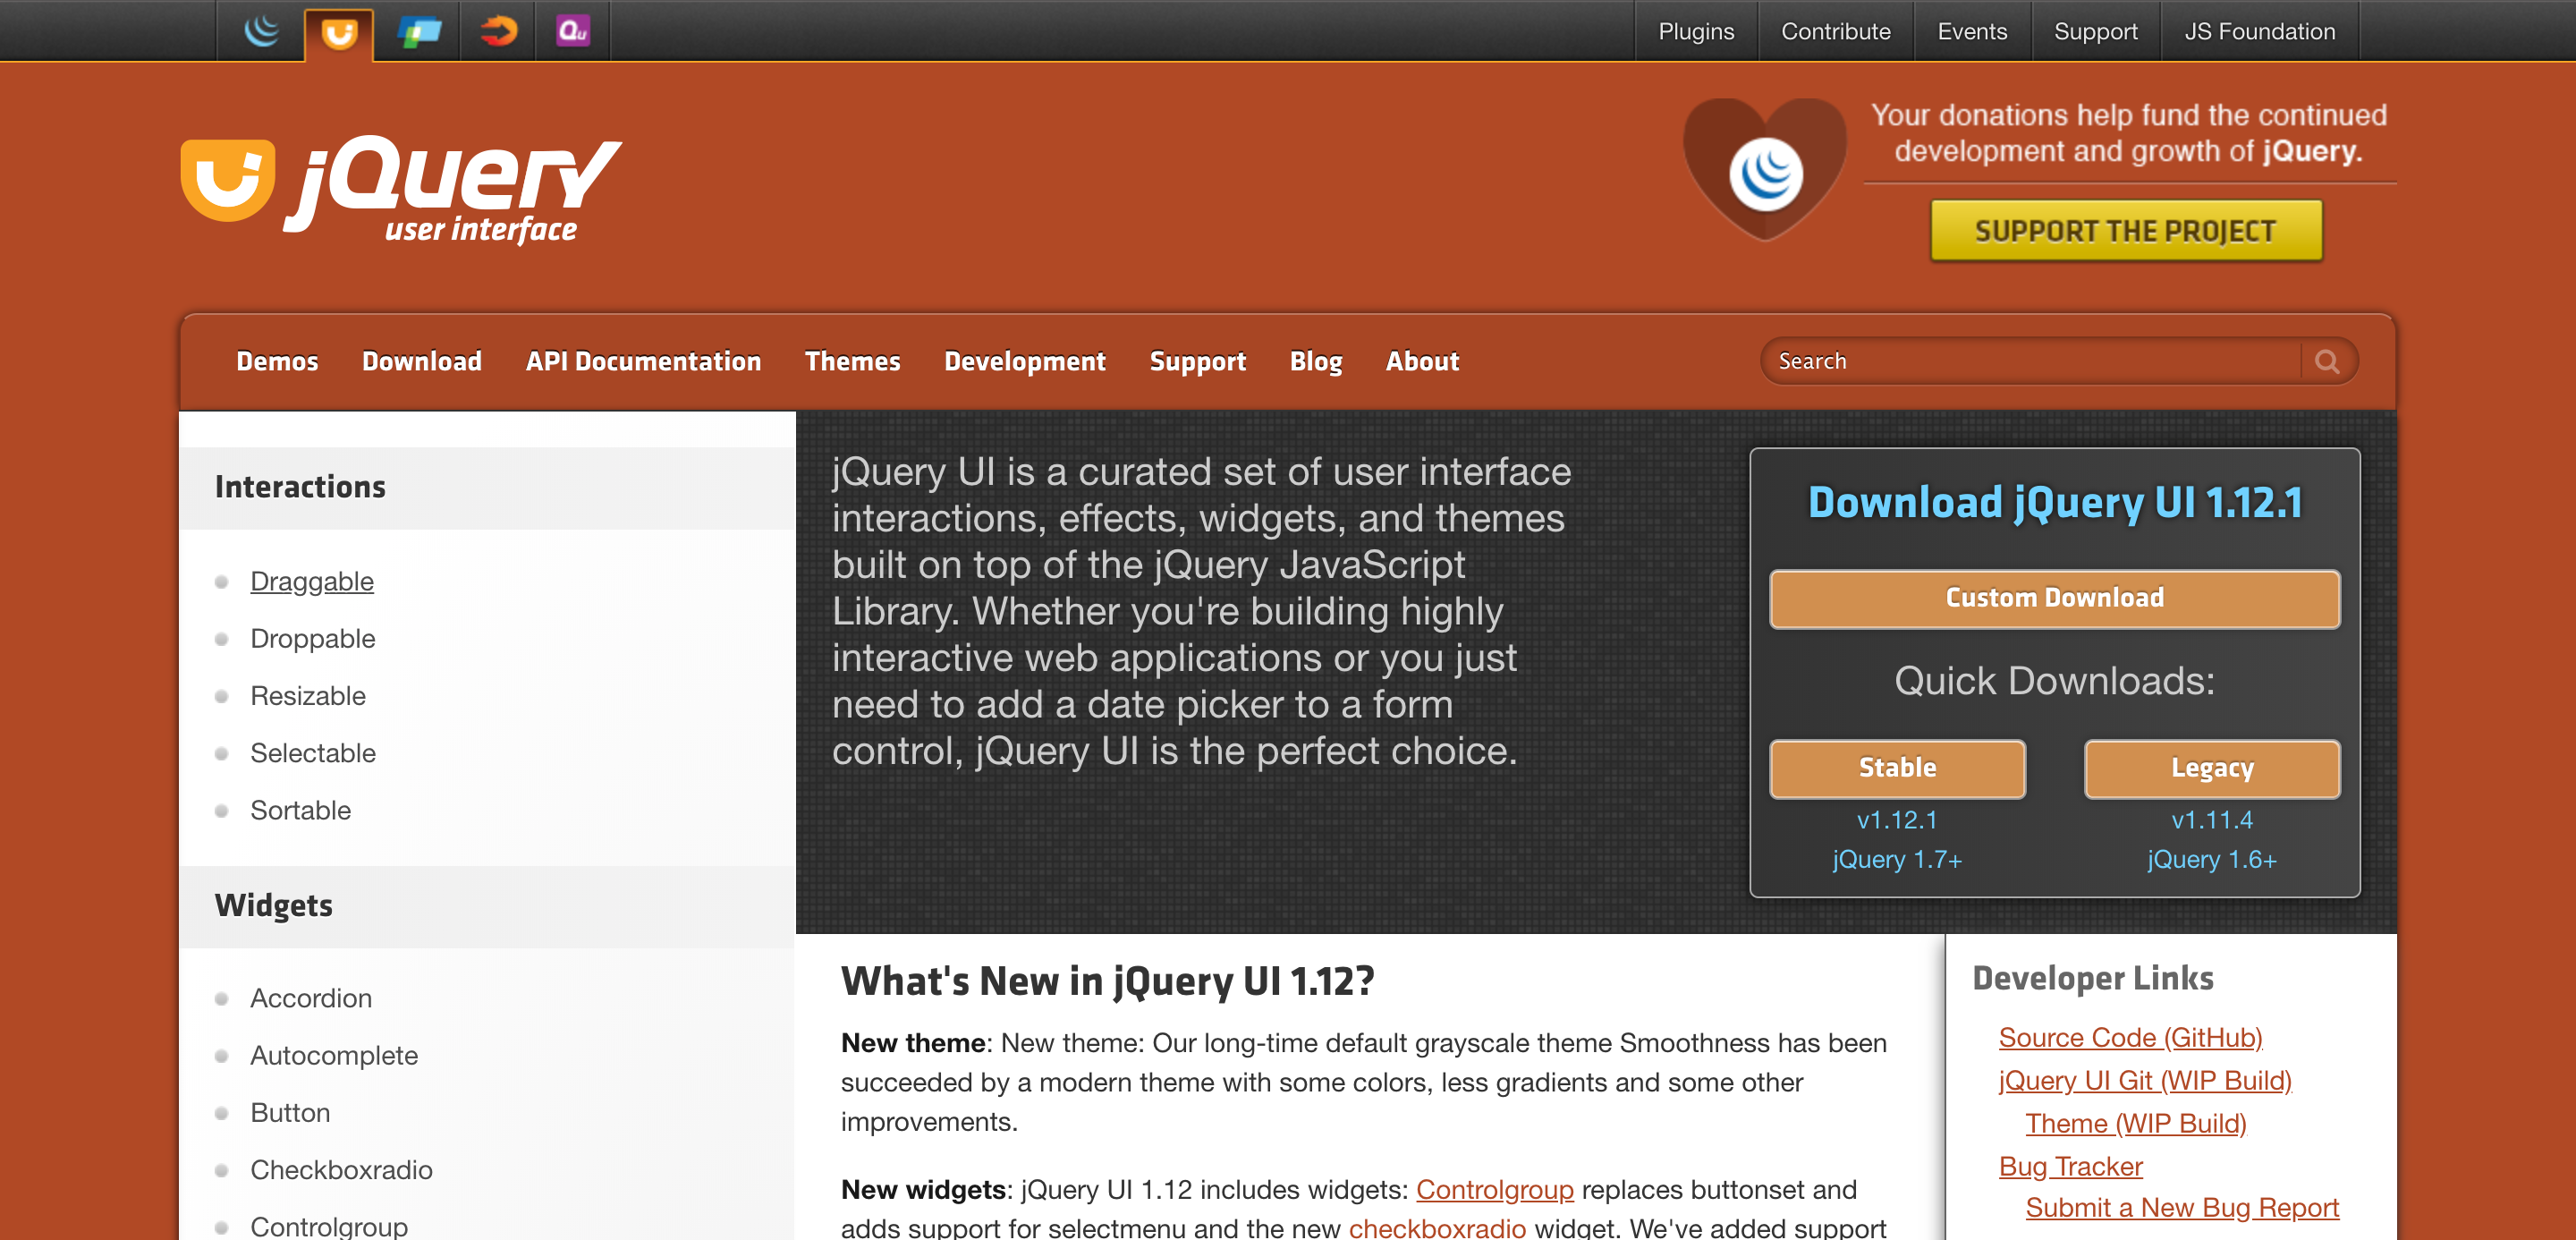 Qu
Plugins Contribute Events Support JS Foundation
jQuery
user interface
Your donations help fund the continued
development and growth of jQuery.
SUPPORT THE PROJECT
Demos Download API Documentation Themes Development Support Blog About
Search
Interactions
Draggable
Droppable
Resizable
Selectable
Sortable
Widgets
Accordion
Autocomplete
Button
Checkboxradio
Controlgroup
jQuery UI is a curated set of user interface
interactions, effects, widgets, and themes
built on top of the jQuery JavaScript
Library. Whether you're building highly
interactive web applications or you just
need to add a date picker to a form
control, jQuery UI is the perfect choice.
Download jQuery UI 1.12.1
Custom Download
Quick Downloads:
Stable
v1.12.1
jQuery 1.7+
Legacy
v1.11.4
jQuery 1.6+
What's New in jQuery UI 1.12?
New theme: New theme: Our long-time default grayscale theme Smoothness has been
succeeded by a modern theme with some colors, less gradients and some other
improvements.
New widgets: jQuery UI 1.12 includes widgets: Controlgroup replaces buttonset and
adds support for selectmenu and the new checkboxradio widget. We've added support
Developer Links
Source Code (GitHub)
jQuery UI Git (WIP Build)
Theme (WIP Build)
Bug Tracker
Submit a New Bug Report